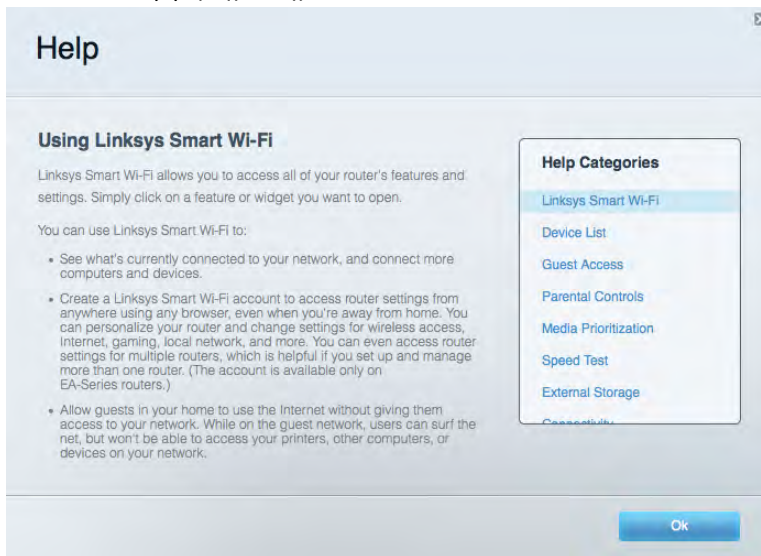 Help
Using Linksys Smart Wi-Fi
Linksys Smart Wi-Fi allows you to access all of your router's features and
settings. Simply click on a feature or widget you want to open.
You can use Linksys Smart Wi-Fi to:
• See what's currently connected to your network, and connect more
computers and devices.
• Create a Linksys Smart Wi-Fi account to access router settings from
anywhere using any browser, even when you're away from home. You
can personalize your router and change settings for wireless access,
Internet, gaming, local network, and more. You can even access router
settings for multiple routers, which is helpful if you set up and manage
more than one router. (The account is available only on
EA-Series routers.)
• Allow guests in your home to use the Internet without giving them
access to your network. While on the guest network, users can surf the
net, but won't be able to access your printers, other computers, or
devices on your network.
Help Categories
Linksys Smart Wi-Fi
Device List
Guest Access
Parental Controls
Media Prioritization
Speed Test
External Storage
Connectivity
Ok